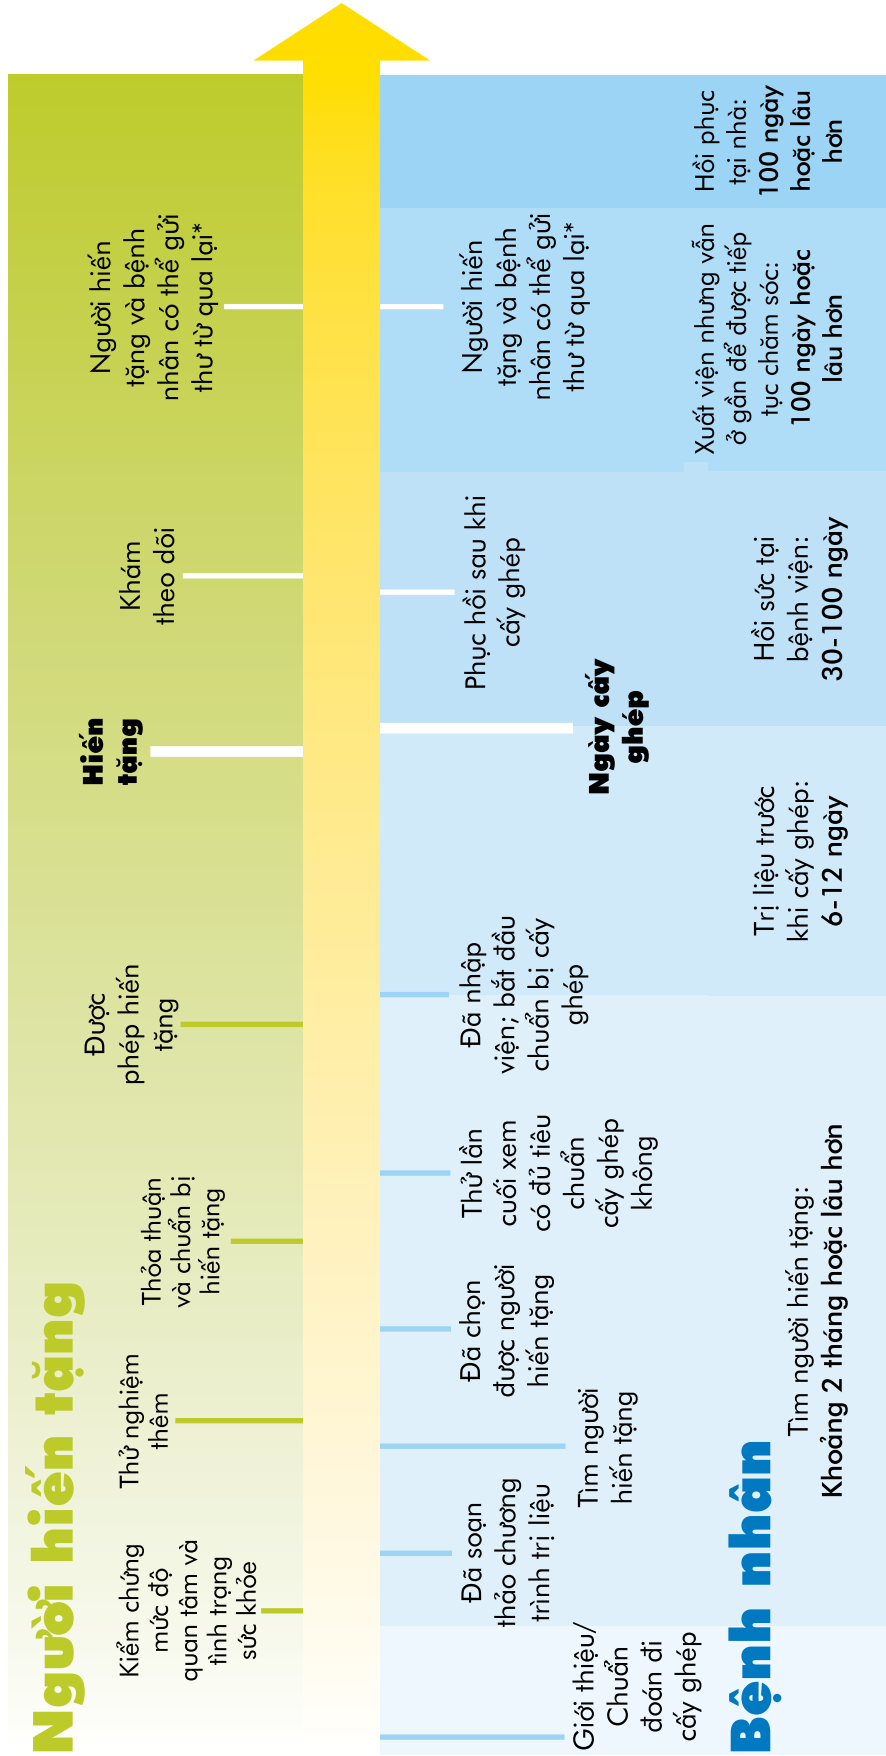 Người hiến tặng
Kiểm chứng
mức độ
quan tâm và
tình trạng
sức khỏe
Thử nghiệm
thêm
Thỏa thuận
và chuẩn bị
hiến tặng
Được
phép hiến
tặng
Hiến
tặng
Khám
theo dõi
Người hiến
tặng và bệnh
nhân có thể gửi
thư từ qua lại*
Giới thiệu/
Chuẩn
đoán đi
cấy ghép
Đã soạn
thảo chương
trình trị liệu
Tìm người
hiến tặng
Đã chọn
được người
hiến tặng
Thử lần
cuối xem
có đủ tiêu
chuẩn
cấy ghép
không
Đã nhập
viện; bắt đầu
chuẩn bị cấy
ghép
Ngày cấy
ghép
Phục hồi sau khi
cấy ghép
Người hiến
tặng và bệnh
nhân có thể gửi
thư từ qua lại*
Bệnh nhân
Tìm người hiến tặng:
Khoảng 2 tháng hoặc lâu hơn
Trị liệu trước
khi cấy ghép:
6-12 ngày
Hồi sức tại
bệnh viện:
30-100 ngày
Xuất viện nhưng vẫn
ở gần để được tiếp
tục chăm sóc:
100 ngày hoặc
lâu hơn
Hồi phục
tại nhà:
100 ngày
hoặc lâu
hơn